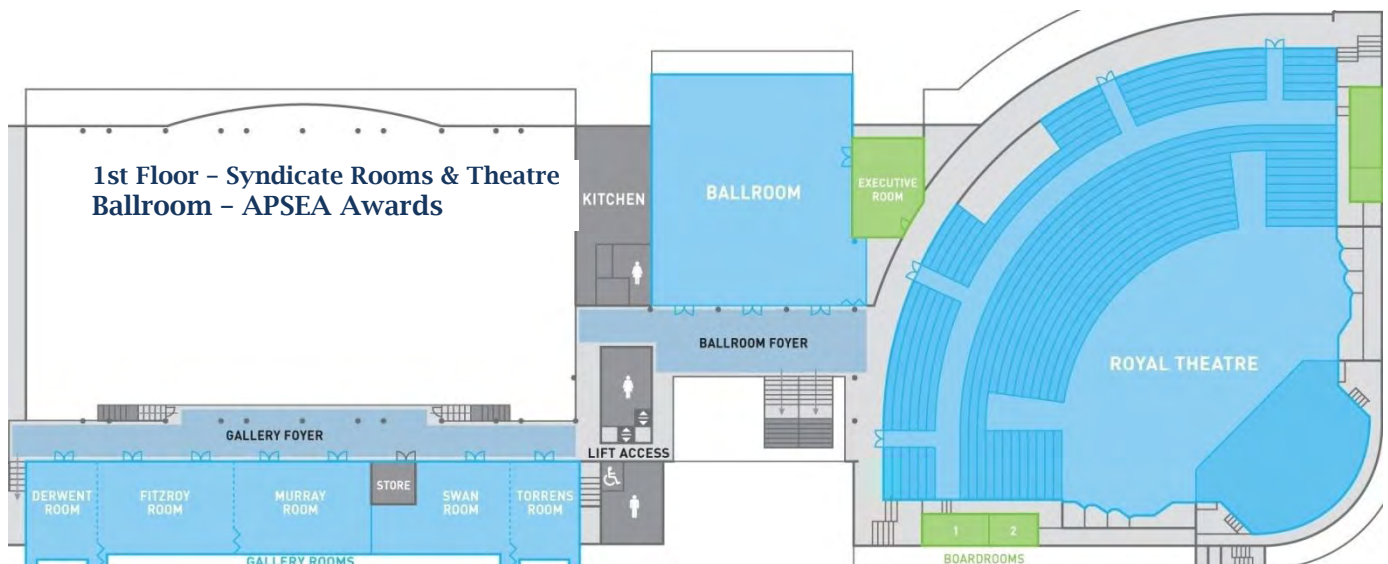 1st Floor – Syndicate Rooms & Theatre
Ballroom – APSEA Awards
KITCHEN
BALLROOM
EXECUTIVE
ROOM
BALLROOM FOYER
ROYAL THEATRE
GALLERY FOYER
LIFT ACCESS
DERWENT
ROOM
FITZROY
ROOM
MURRAY
ROOM
STORE
SWAN
ROOM
TORRENS
ROOM
GALLERY ROOMS
1
2
BOARDROOMS